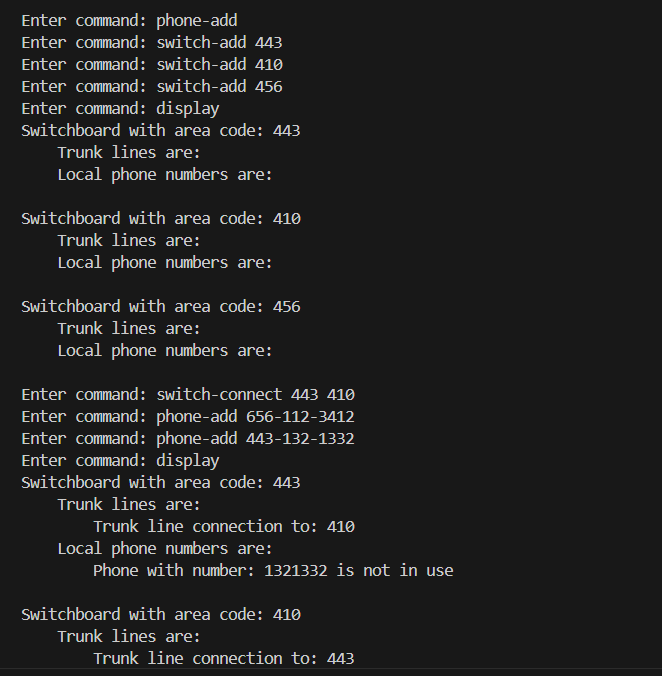 Enter command: phone-add
Enter command: switch-add 443
Enter command: switch-add 410
Enter command: switch-add 456
Enter command: display
Switchboard with area code: 443
    Trunk lines are:
    Local phone numbers are:

Switchboard with area code: 410
    Trunk lines are:
    Local phone numbers are:

Switchboard with area code: 456
    Trunk lines are:
    Local phone numbers are:

Enter command: switch-connect 443 410
Enter command: phone-add 656-112-3412
Enter command: phone-add 443-132-1332
Enter command: display
Switchboard with area code: 443
    Trunk lines are:
        Trunk line connection to: 410
    Local phone numbers are:
        Phone with number: 1321332 is not in use

Switchboard with area code: 410
    Trunk lines are:
        Trunk line connection to: 443